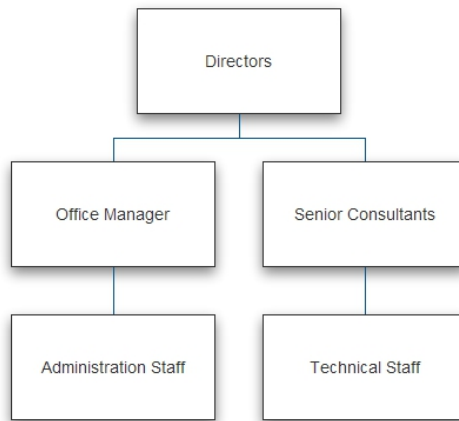 Directors
Office Manager
Senior Consultants
Administration Staff
Technical Staff